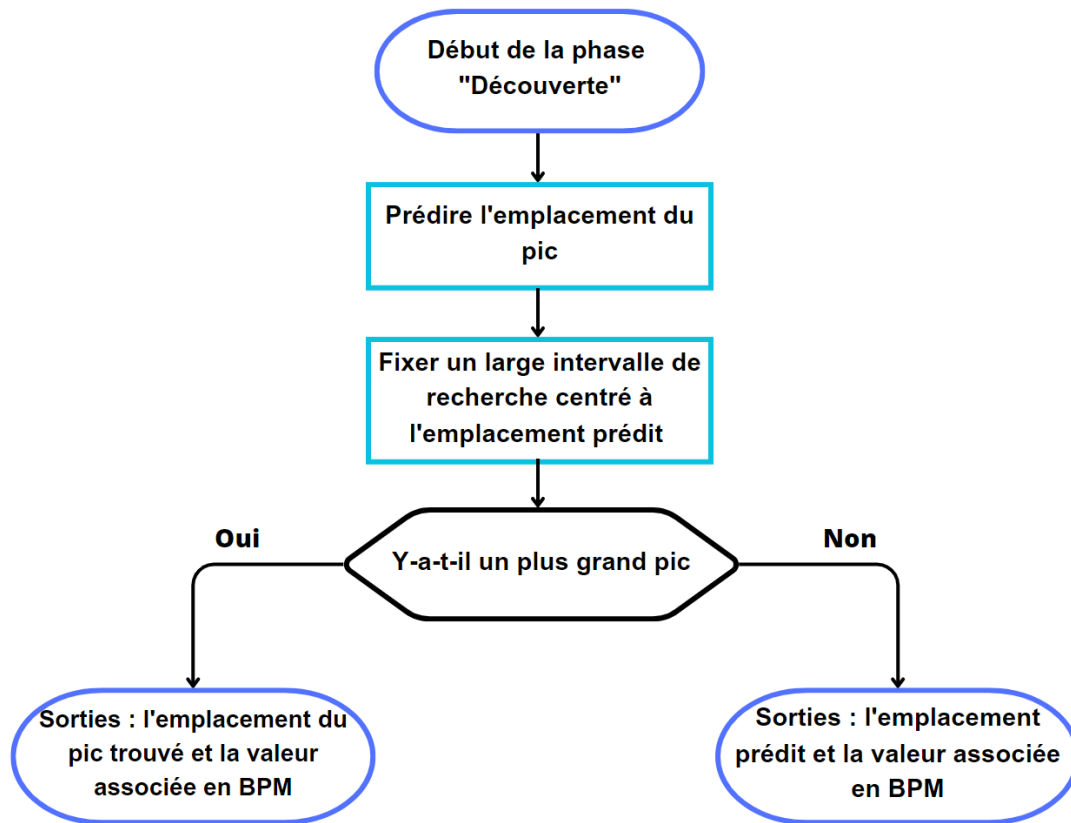 Début de la phase
"Découverte"
Prédire l'emplacement du
pic
Fixer un large intervalle de
recherche centré à
l'emplacement prédit
Y-a-t-il un plus grand pic
Oui
Non
Sorties : l'emplacement du
pic trouvé et la valeur
associée en BPM
Sorties : l'emplacement
prédit et la valeur associée
en BPM